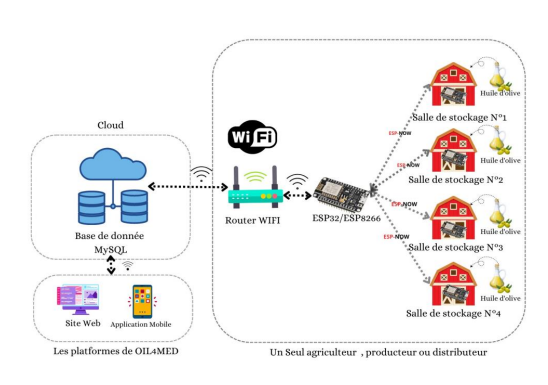 Cloud
Base de donnée
MySQL
Site Web
Application Mobile
Les platformes de OIL4MED
WiFi
Router WIFI
ESP32/ESP8266
ESP-NOW
ESP-NOW
ESP-NOW
ESP-NOW
Huile d'olive
Salle de stockage N°1
Huile d'olive
Salle de stockage N°2
Huile d'olive
Salle de stockage N°3
Huile d'olive
Salle de stockage N°4
Un Seul agriculteur , producteur ou distributeur